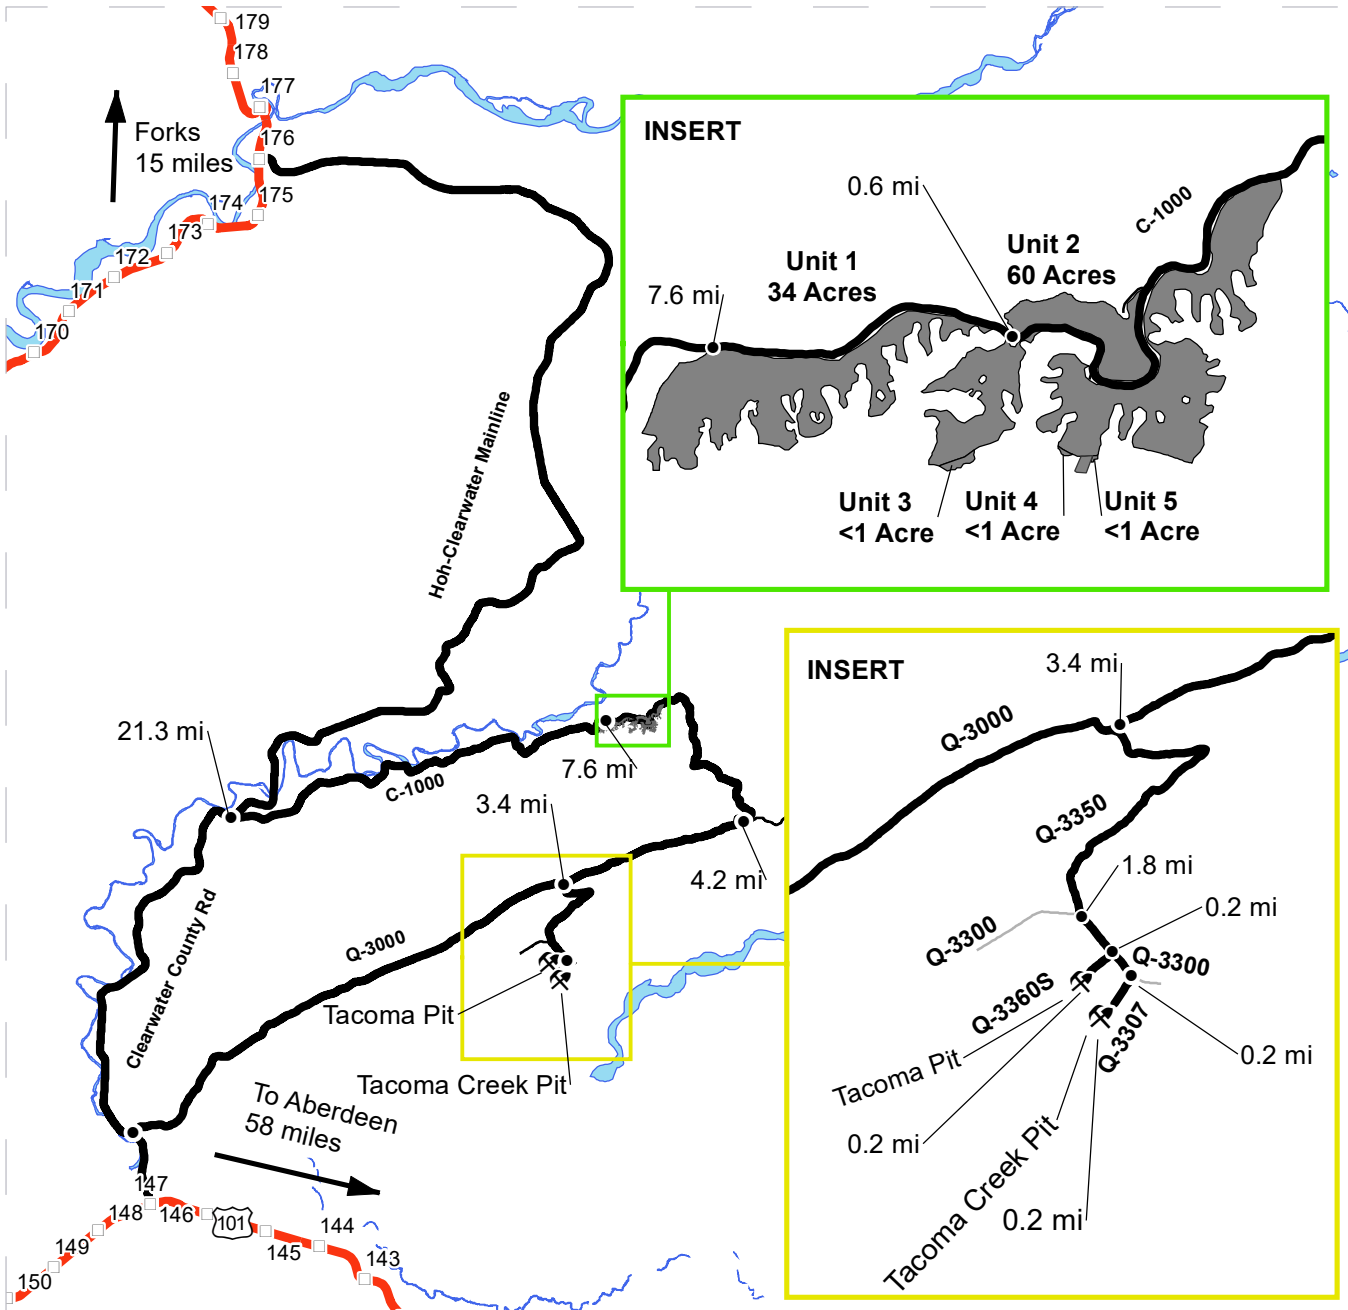 179
178
177
176
175
174
173
172
171
170
Forks
15 miles
Hoh-Clearwater Mainline
INSERT
0.6 mi
C-1000
Unit 1
34 Acres
Unit 2
60 Acres
7.6 mi
Unit 3
<1 Acre
Unit 4
<1 Acre
Unit 5
<1 Acre
21.3 mi
C-1000
7.6 mi
3.4 mi
4.2 mi
Clearwater County Rd
Q-3000
Tacoma Pit
Tacoma Creek Pit
To Aberdeen
58 miles
147
148
146
149
150
101
145
144
143
INSERT
3.4 mi
Q-3000
Q-3350
1.8 mi
0.2 mi
Q-3300
Q-3300
Q-3360S
Q-3307
Tacoma Pit
0.2 mi
0.2 mi
Tacoma Creek Pit
0.2 mi